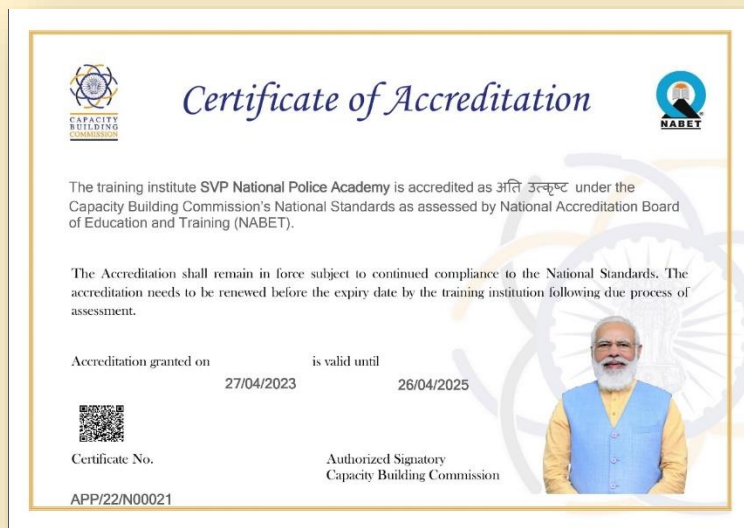 CAPACITY
BUILDING
COMMISSION
Certificate of Accreditation
NABET
The training institute SVP National Police Academy is accredited as अति उत्कृष्ट under the
Capacity Building Commission's National Standards as assessed by National Accreditation Board
of Education and Training (NABET).
The Accreditation shall remain in force subject to continued compliance to the National Standards. The
accreditation needs to be renewed before the expiry date by the training institution following due process of
assessment.
Accreditation granted on is valid until
27/04/2023 26/04/2025
Certificate No. Authorized Signatory
Capacity Building Commission
APP/22/N00021